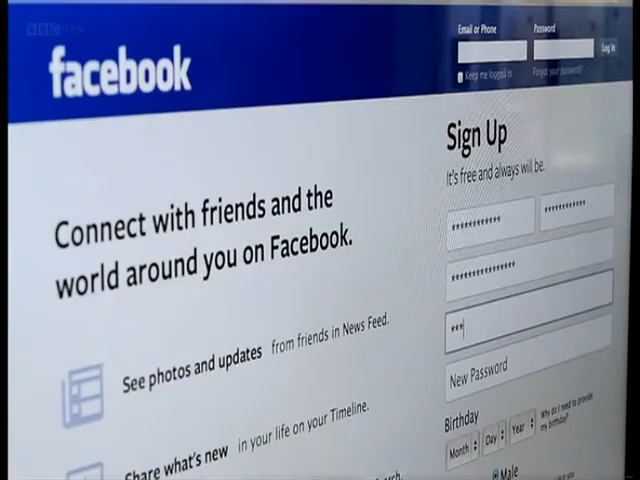 BBC
Email or Phone
Password
Log In
Keep me logged in
Forgot your password?
facebook
Sign Up
It's free and always will be.
Connect with friends and the
world around you on Facebook.
************
************
***************
***
New Password
See photos and updates from friends in News Feed.
Birthday
Month
Day
Year
Why do I need to provide
my birthday?
Share what's new in your life on your Timeline.
Male